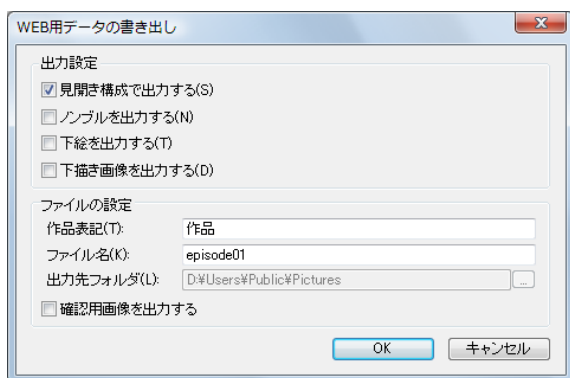 WEB用データの書き出し
出力設定
見開き構成で出力する(S)
ノンブルを出力する(N)
下絵を出力する(T)
下描き画像を出力する(D)
ファイルの設定
作品表記(T): 作品
ファイル名(K): episode01
出力先フォルダ(L): D:¥Users¥Public¥Pictures ...
確認用画像を出力する
OK キャンセル